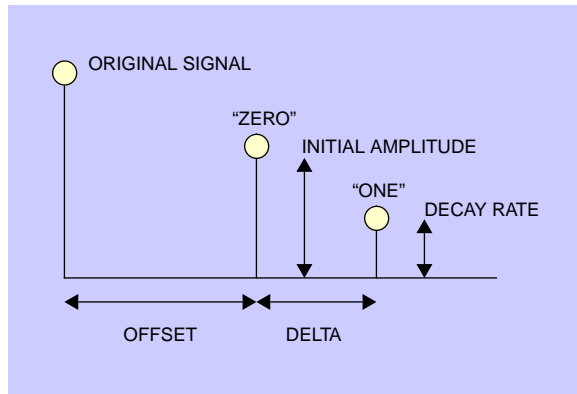 ORIGINAL SIGNAL
“ZERO”
INITIAL AMPLITUDE
“ONE”
DECAY RATE
OFFSET
DELTA